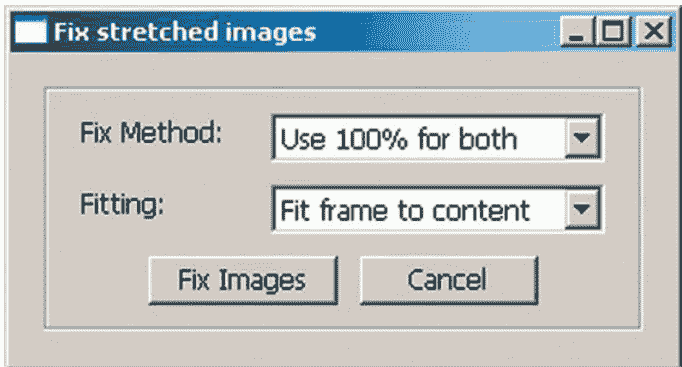 Fix stretched images
Fix Method: Use 100% for both
Fitting: Fit frame to content
Fix Images Cancel